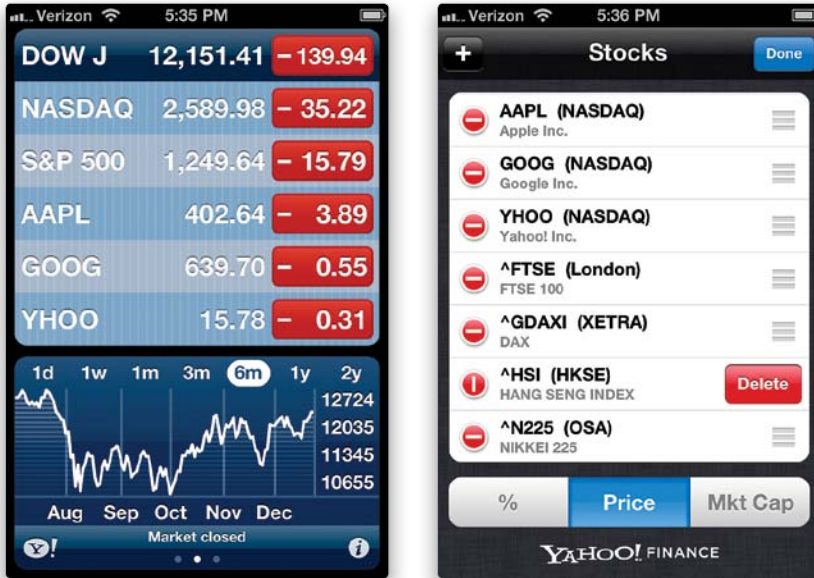 Verizon 5:35 PM
DOW J 12,151.41 – 139.94
NASDAQ 2,589.98 – 35.22
S&P 500 1,249.64 – 15.79
AAPL 402.64 – 3.89
GOOG 639.70 – 0.55
YHOO 15.78 – 0.31
1d 1w 1m 3m 6m 1y 2y
12724
12035
11345
10655
Aug Sep Oct Nov Dec
Market closed
Y! i
Verizon 5:36 PM
+ Stocks Done
AAPL (NASDAQ)
Apple Inc.
GOOG (NASDAQ)
Google Inc.
YHOO (NASDAQ)
Yahoo! Inc.
^FTSE (London)
FTSE 100
^GDAXI (XETRA)
DAX
^HSI (HKSE)
HANG SENG INDEX
Delete
^N225 (OSA)
NIKKEI 225
% Price Mkt Cap
YAHOO! FINANCE